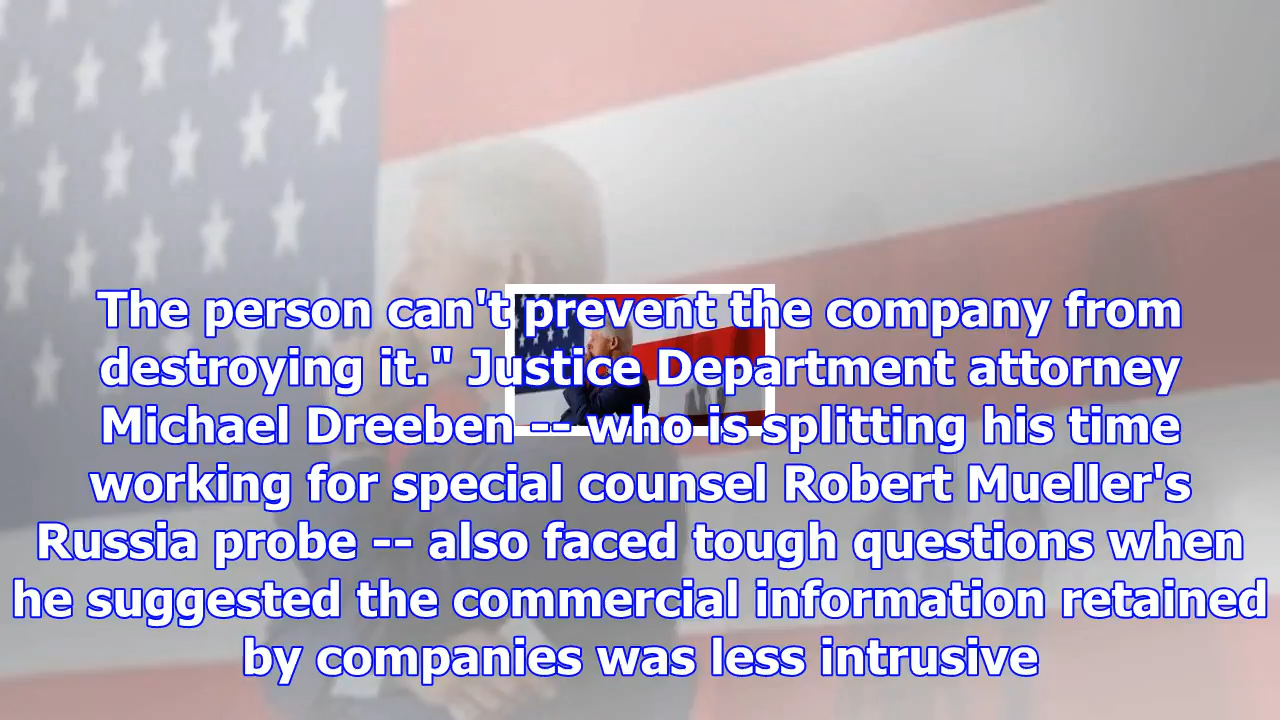 The person can't prevent the company from
destroying it." Justice Department attorney
Michael Dreeben -- who is splitting his time
working for special counsel Robert Mueller's
Russia probe -- also faced tough questions when
he suggested the commercial information retained
by companies was less intrusive